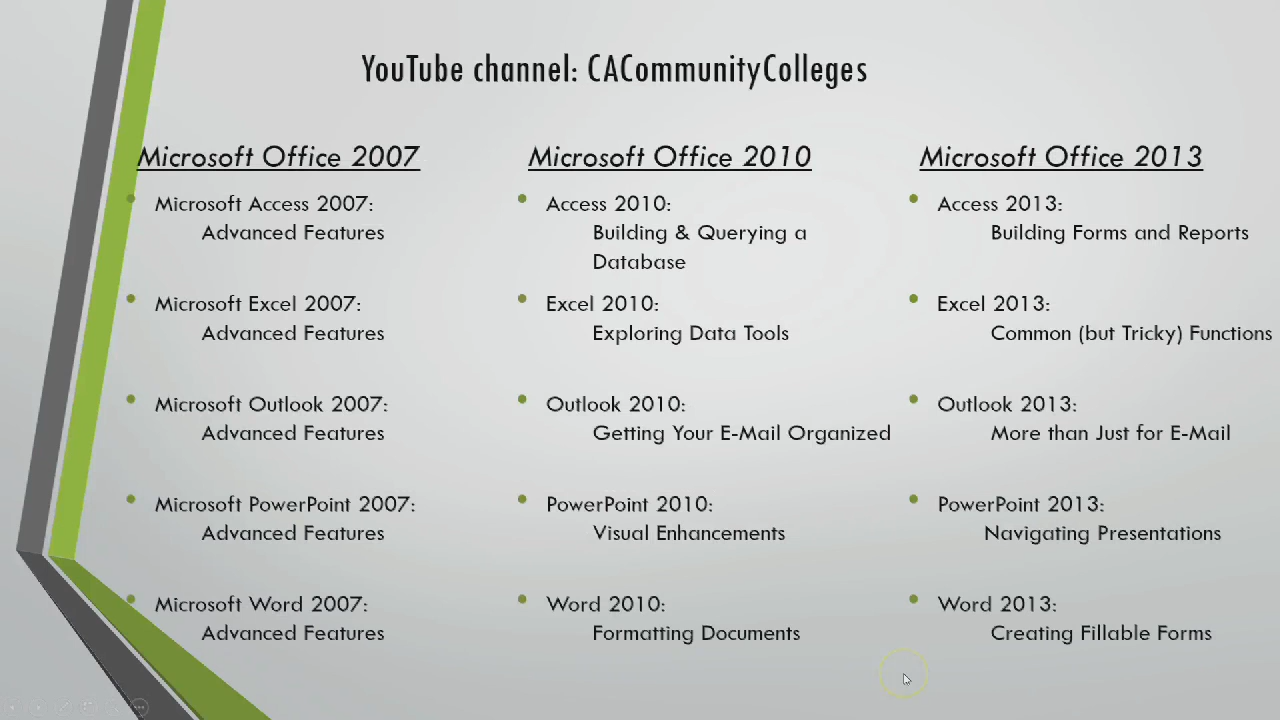 YouTube channel: CACommunityColleges
Microsoft Office 2007
Microsoft Access 2007:
Advanced Features
Microsoft Excel 2007:
Advanced Features
Microsoft Outlook 2007:
Advanced Features
Microsoft PowerPoint 2007:
Advanced Features
Microsoft Word 2007:
Advanced Features
Microsoft Office 2010
Access 2010:
Building & Querying a
Database
Excel 2010:
Exploring Data Tools
Outlook 2010:
Getting Your E-Mail Organized
PowerPoint 2010:
Visual Enhancements
Word 2010:
Formatting Documents
Microsoft Office 2013
Access 2013:
Building Forms and Reports
Excel 2013:
Common (but Tricky) Functions
Outlook 2013:
More than Just for E-Mail
PowerPoint 2013:
Navigating Presentations
Word 2013:
Creating Fillable Forms